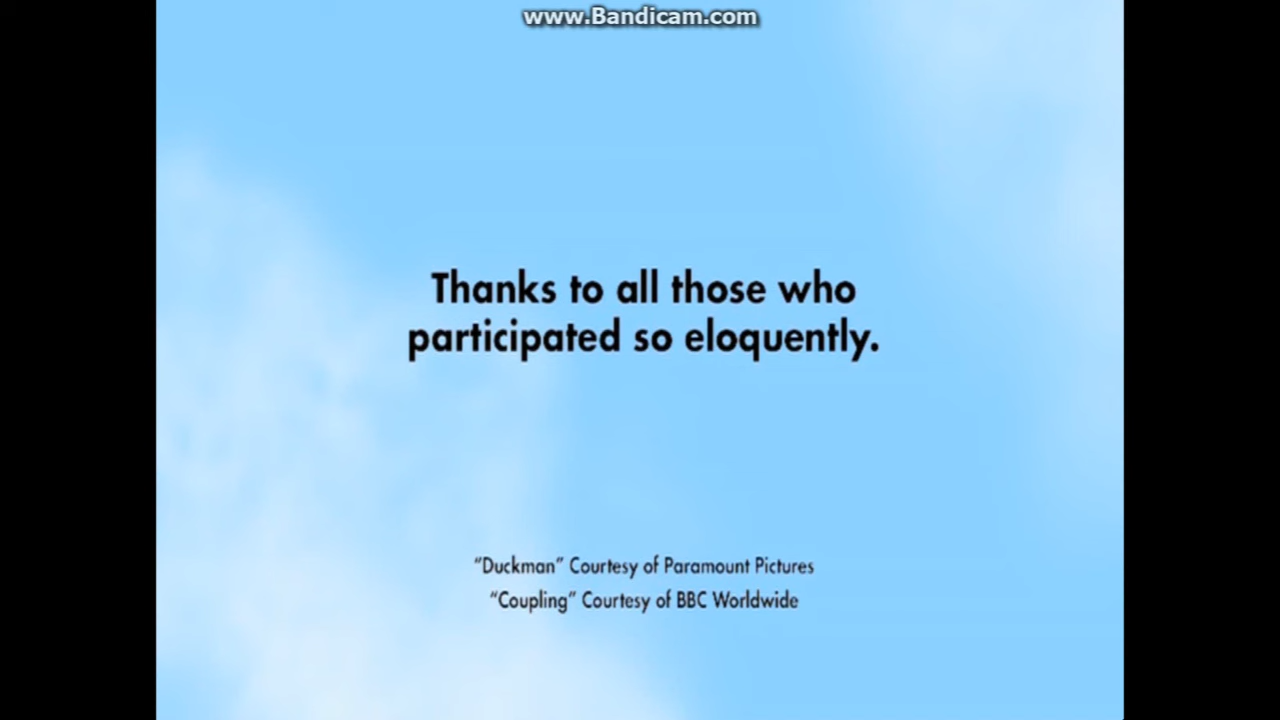 www.Bandicam.com
Thanks to all those who
participated so eloquently.
“Duckman” Courtesy of Paramount Pictures
“Coupling” Courtesy of BBC Worldwide